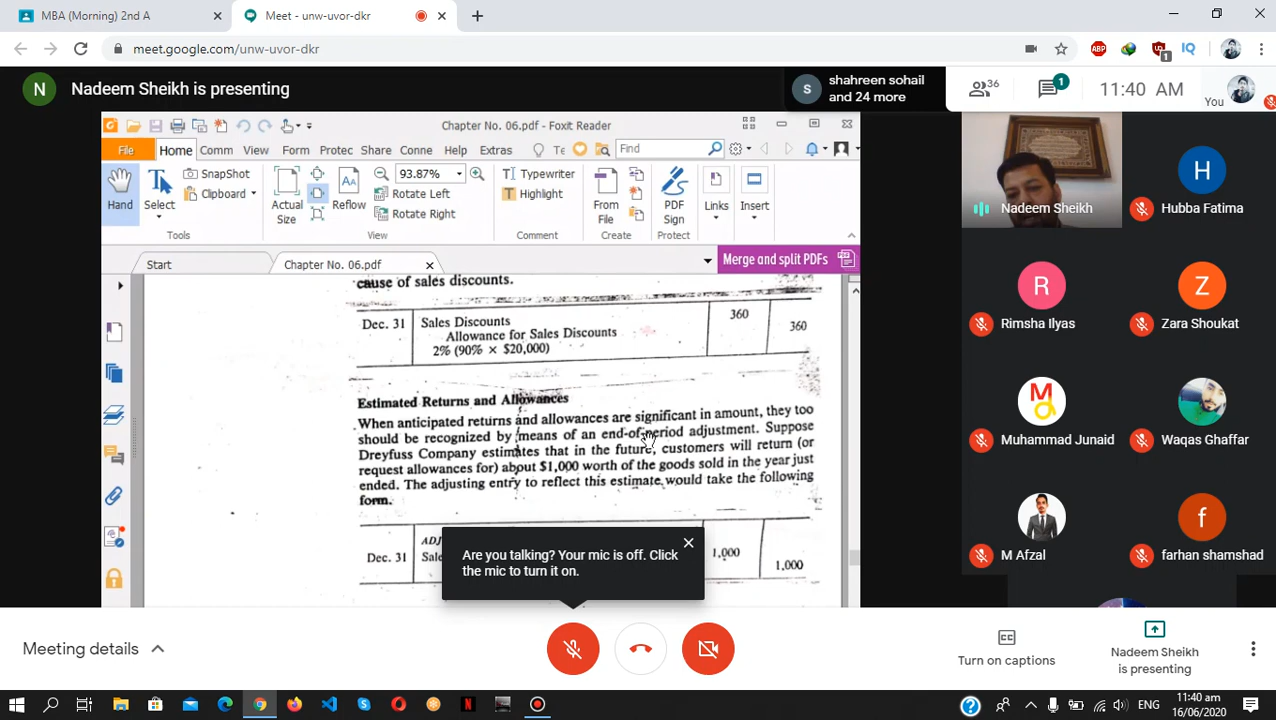 MBA (Morning) 2nd A
Meet - unw-uvor-dkr
meet.google.com/unw-uvor-dkr
ABP
1
IQ
N
Nadeem Sheikh is presenting
S
shahreen sohail
and 24 more
36
1
11:40 AM
You
Chapter No. 06.pdf - Foxit Reader
File
Home
Comm
View
Form
Protec
Share
Conne
Help
Extras
Te
Find
Hand
Select
SnapShot
Clipboard
Tools
Actual
Size
Reflow
93.87%
Rotate Left
Rotate Right
View
Typewriter
Highlight
Comment
From
File
Create
PDF
Sign
Protect
Links
Insert
Start
Chapter No. 06.pdf
Merge and split PDFs
cause of sales discounts.
Dec. 31
Sales Discounts
360
Allowance for Sales Discounts
360
2% (90% × $20,000)
Estimated Returns and Allowances
When anticipated returns and allowances are significant in amount, they too
should be recognized by means of an end-of-period adjustment. Suppose
Dreyfuss Company estimates that in the future, customers will return (or
request allowances for) about $1,000 worth of the goods sold in the year just
ended. The adjusting entry to reflect this estimate would take the following
form.
ADJ
Dec. 31
Sale
1,000
1,000
Are you talking? Your mic is off. Click
the mic to turn it on.
Nadeem Sheikh
H
Hubba Fatima
R
Rimsha Ilyas
Z
Zara Shoukat
Muhammad Junaid
Waqas Ghaffar
M Afzal
f
farhan shamshad
Meeting details
Turn on captions
Nadeem Sheikh
is presenting
ENG
11:40 am
16/06/2020